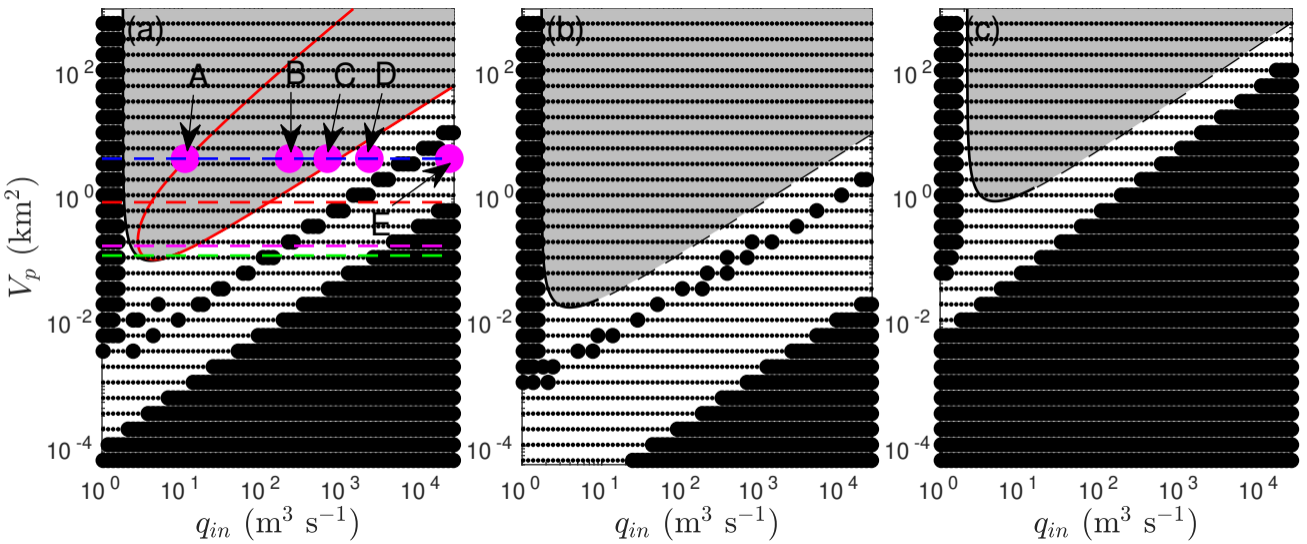 (a) (b) (c)
A B C D
E
10^2 10^2 10^2
10^0 10^0 10^0
10^-2 10^-2 10^-2
10^-4 10^-4 10^-4
V_p (km^2)
10^0 10^1 10^2 10^3 10^4 10^0 10^1 10^2 10^3 10^4 10^0 10^1 10^2 10^3 10^4
q_in (m^3 s^-1) q_in (m^3 s^-1) q_in (m^3 s^-1)